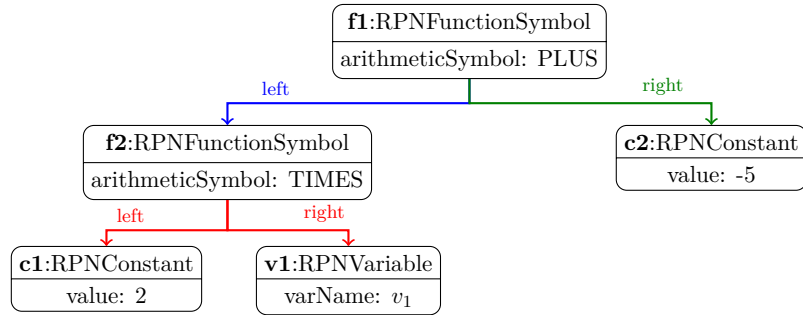 f1:RPNFunctionSymbol
arithmeticSymbol: PLUS
left
right
f2:RPNFunctionSymbol
arithmeticSymbol: TIMES
c2:RPNConstant
value: -5
left
right
c1:RPNConstant
value: 2
v1:RPNVariable
varName: v₁